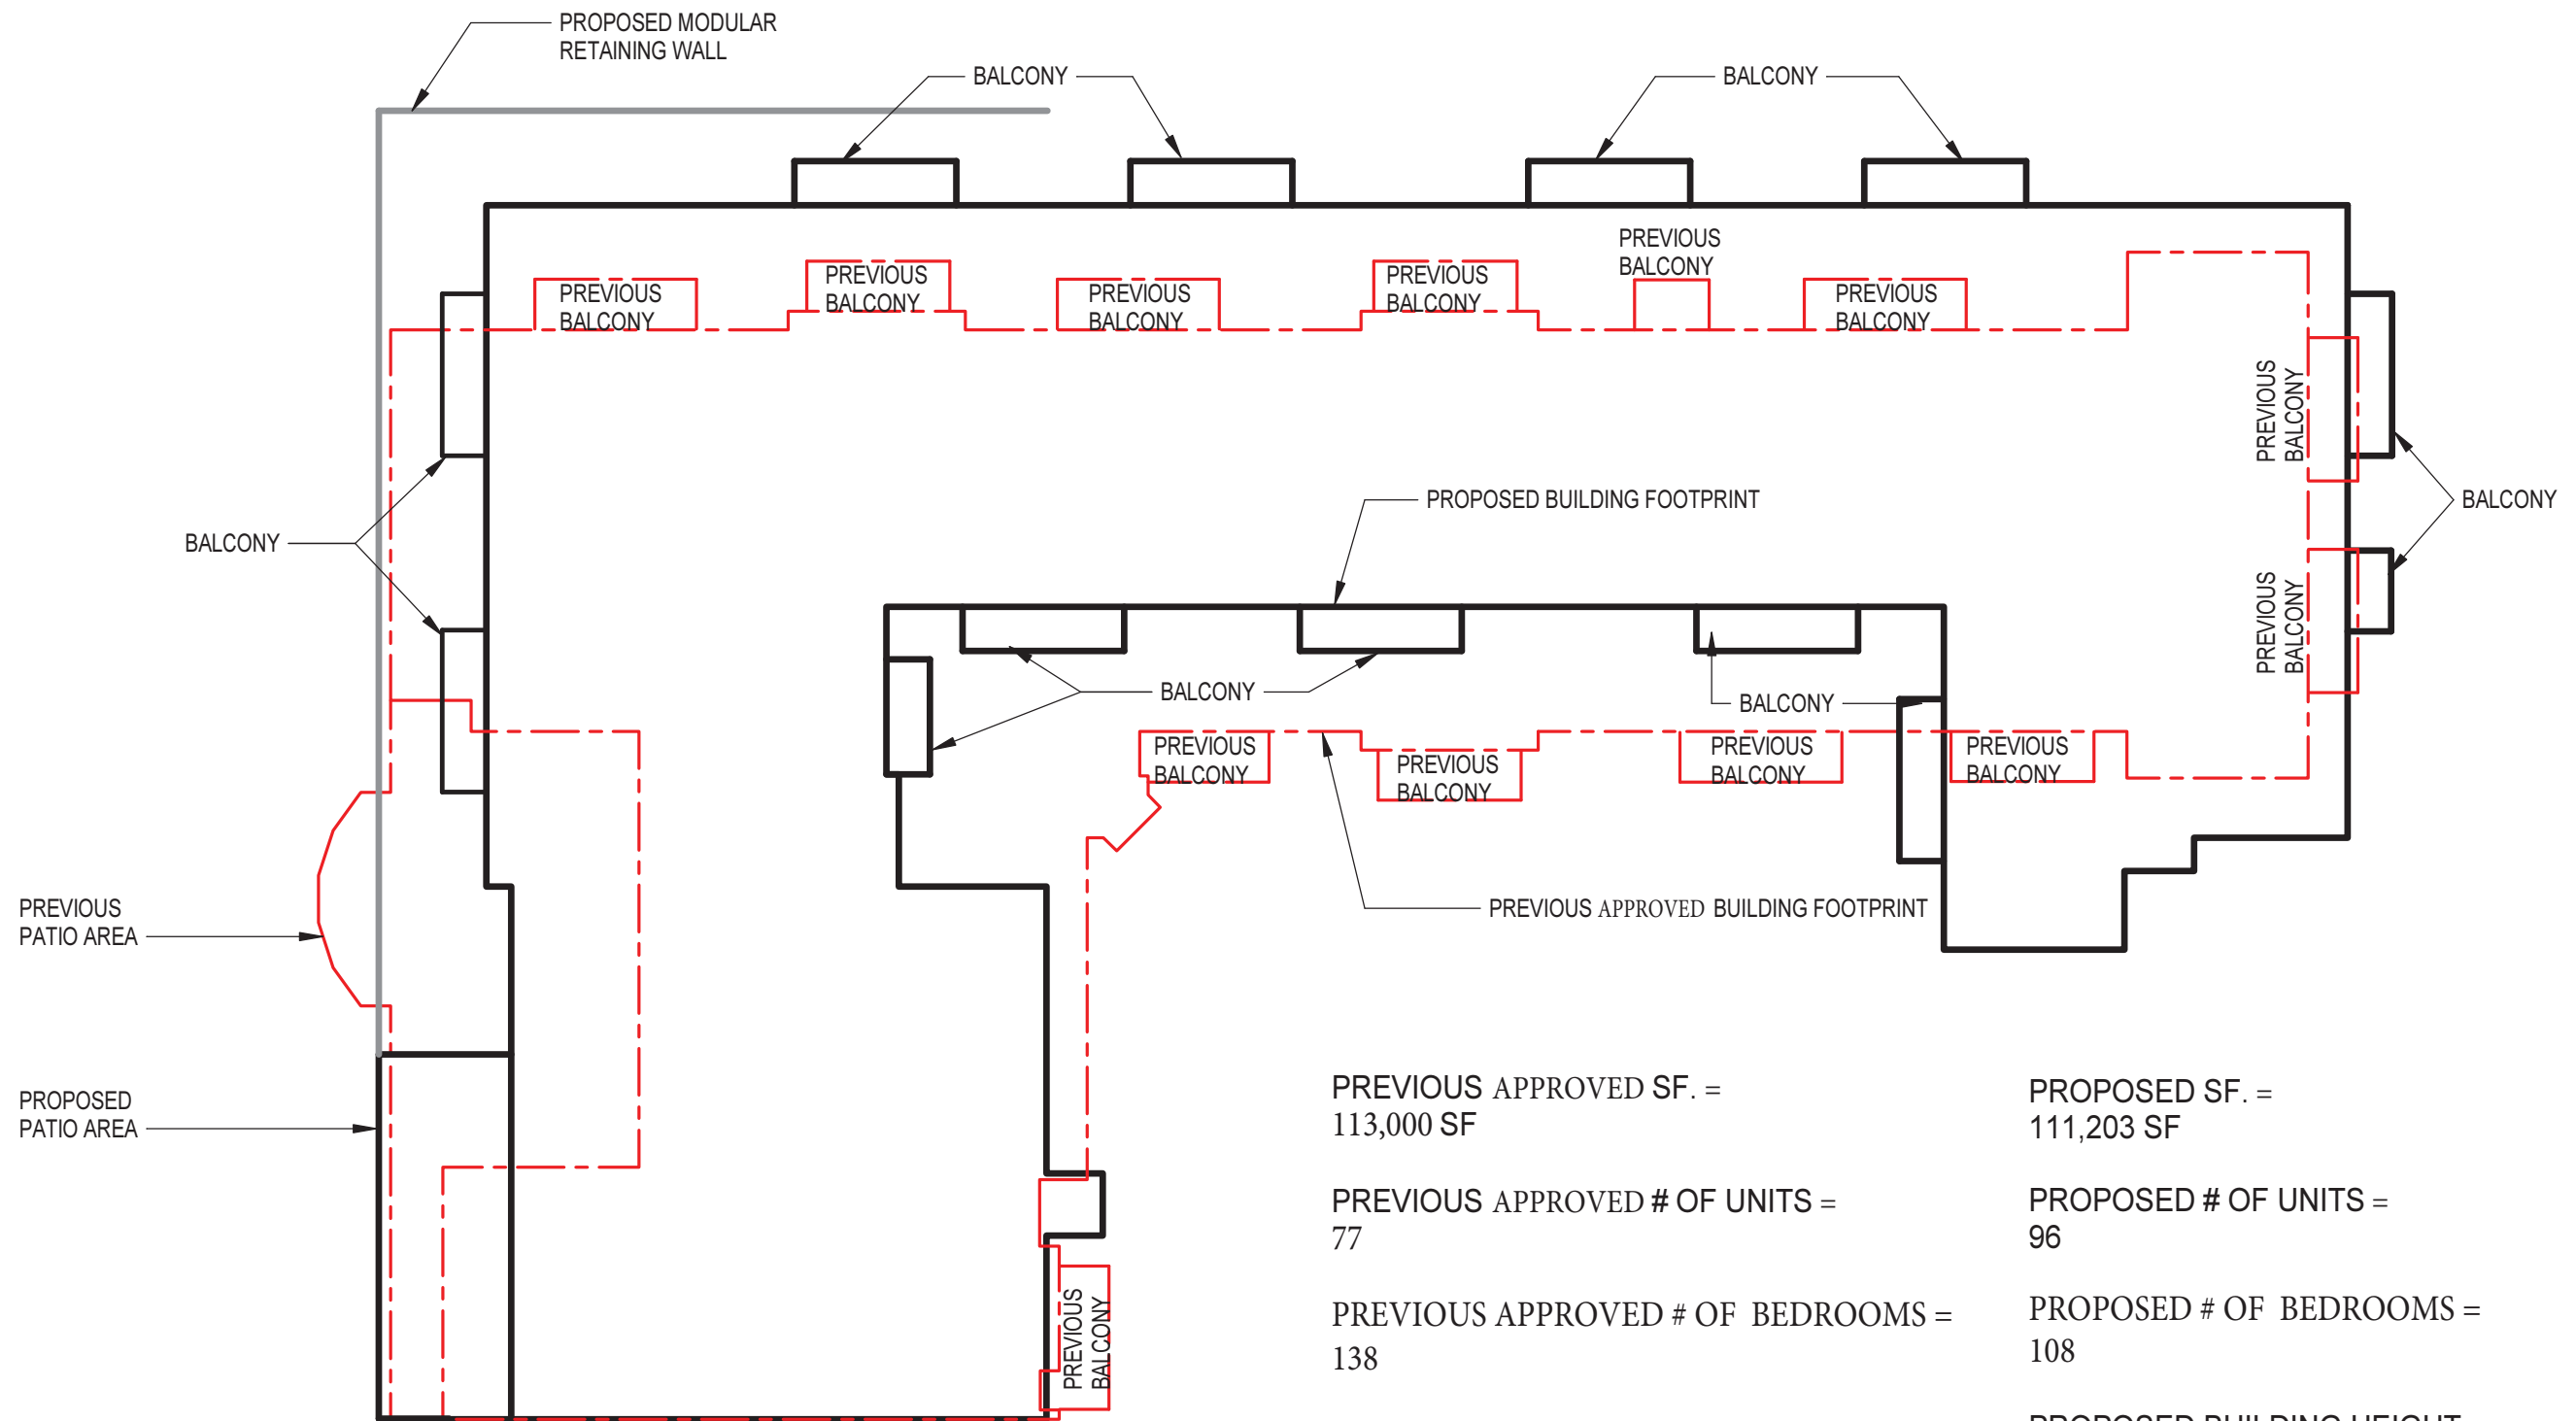 PROPOSED MODULAR
RETAINING WALL
BALCONY
BALCONY
PREVIOUS
BALCONY
PREVIOUS
BALCONY
PREVIOUS
BALCONY
PREVIOUS
BALCONY
PREVIOUS
BALCONY
PREVIOUS
BALCONY
PREVIOUS
BALCONY
PROPOSED BUILDING FOOTPRINT
BALCONY
BALCONY
PREVIOUS
BALCONY
BALCONY
BALCONY
PREVIOUS
BALCONY
PREVIOUS
BALCONY
PREVIOUS
BALCONY
PREVIOUS
BALCONY
PREVIOUS
PATIO AREA
PREVIOUS APPROVED BUILDING FOOTPRINT
PROPOSED
PATIO AREA
PREVIOUS
BALCONY
PREVIOUS APPROVED SF. =
113,000 SF
PREVIOUS APPROVED # OF UNITS =
77
PREVIOUS APPROVED # OF BEDROOMS =
138
PROPOSED SF. =
111,203 SF
PROPOSED # OF UNITS =
96
PROPOSED # OF BEDROOMS =
108
PROPOSED BUILDING HEIGHT